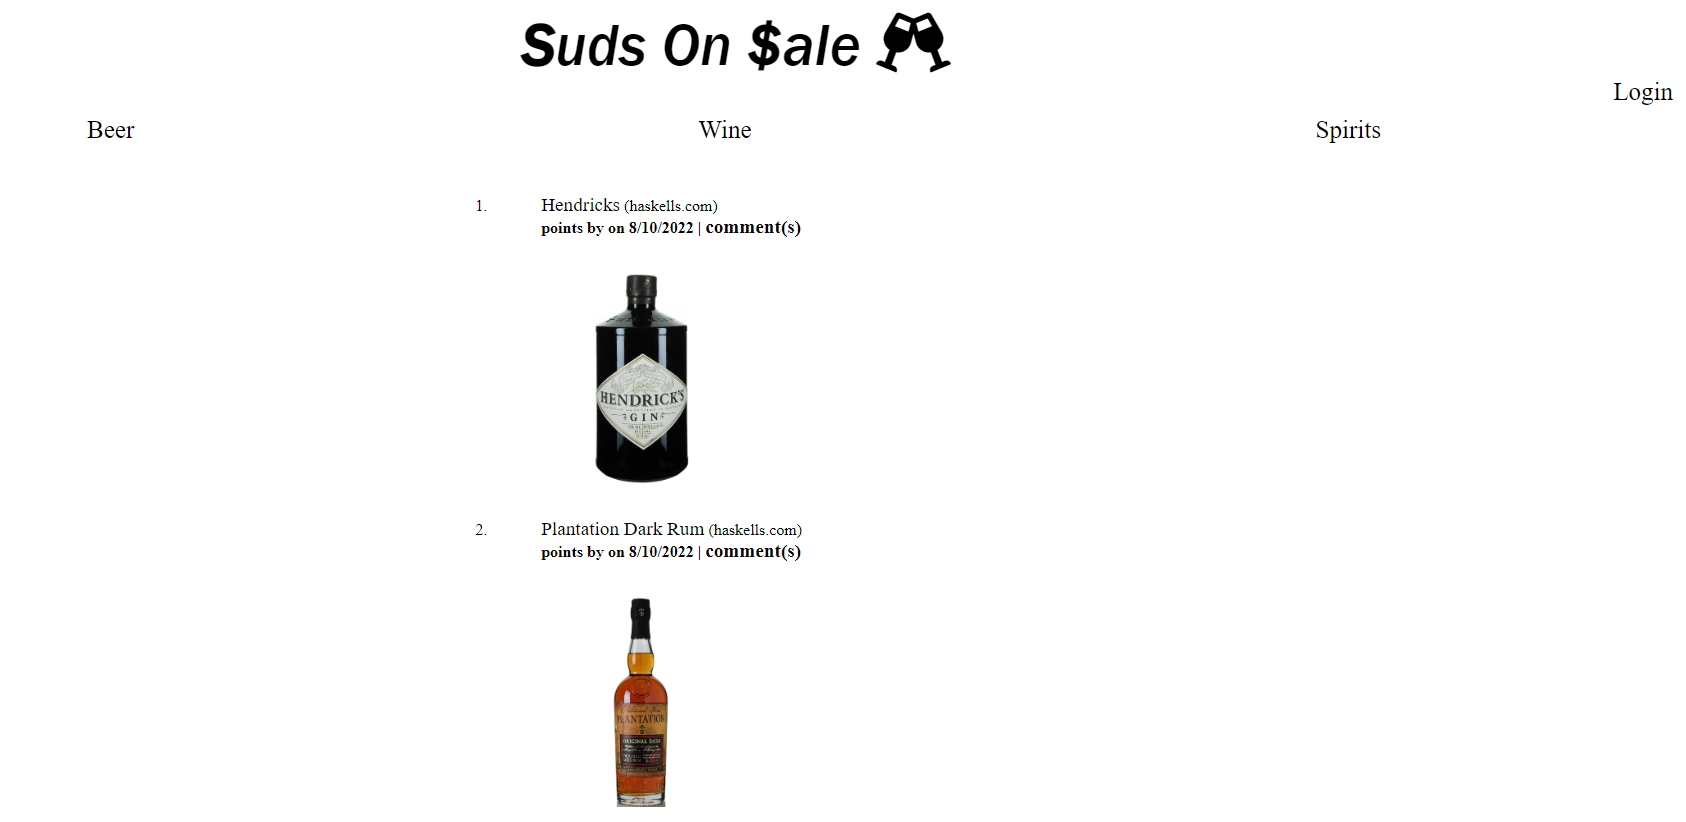 Suds On $ale
Login
Beer Wine Spirits
1. Hendricks (haskells.com)
points by on 8/10/2022 | comment(s)
HENDRICK'S
GIN
2. Plantation Dark Rum (haskells.com)
points by on 8/10/2022 | comment(s)
PLANTATION
ORIGINAL DARK